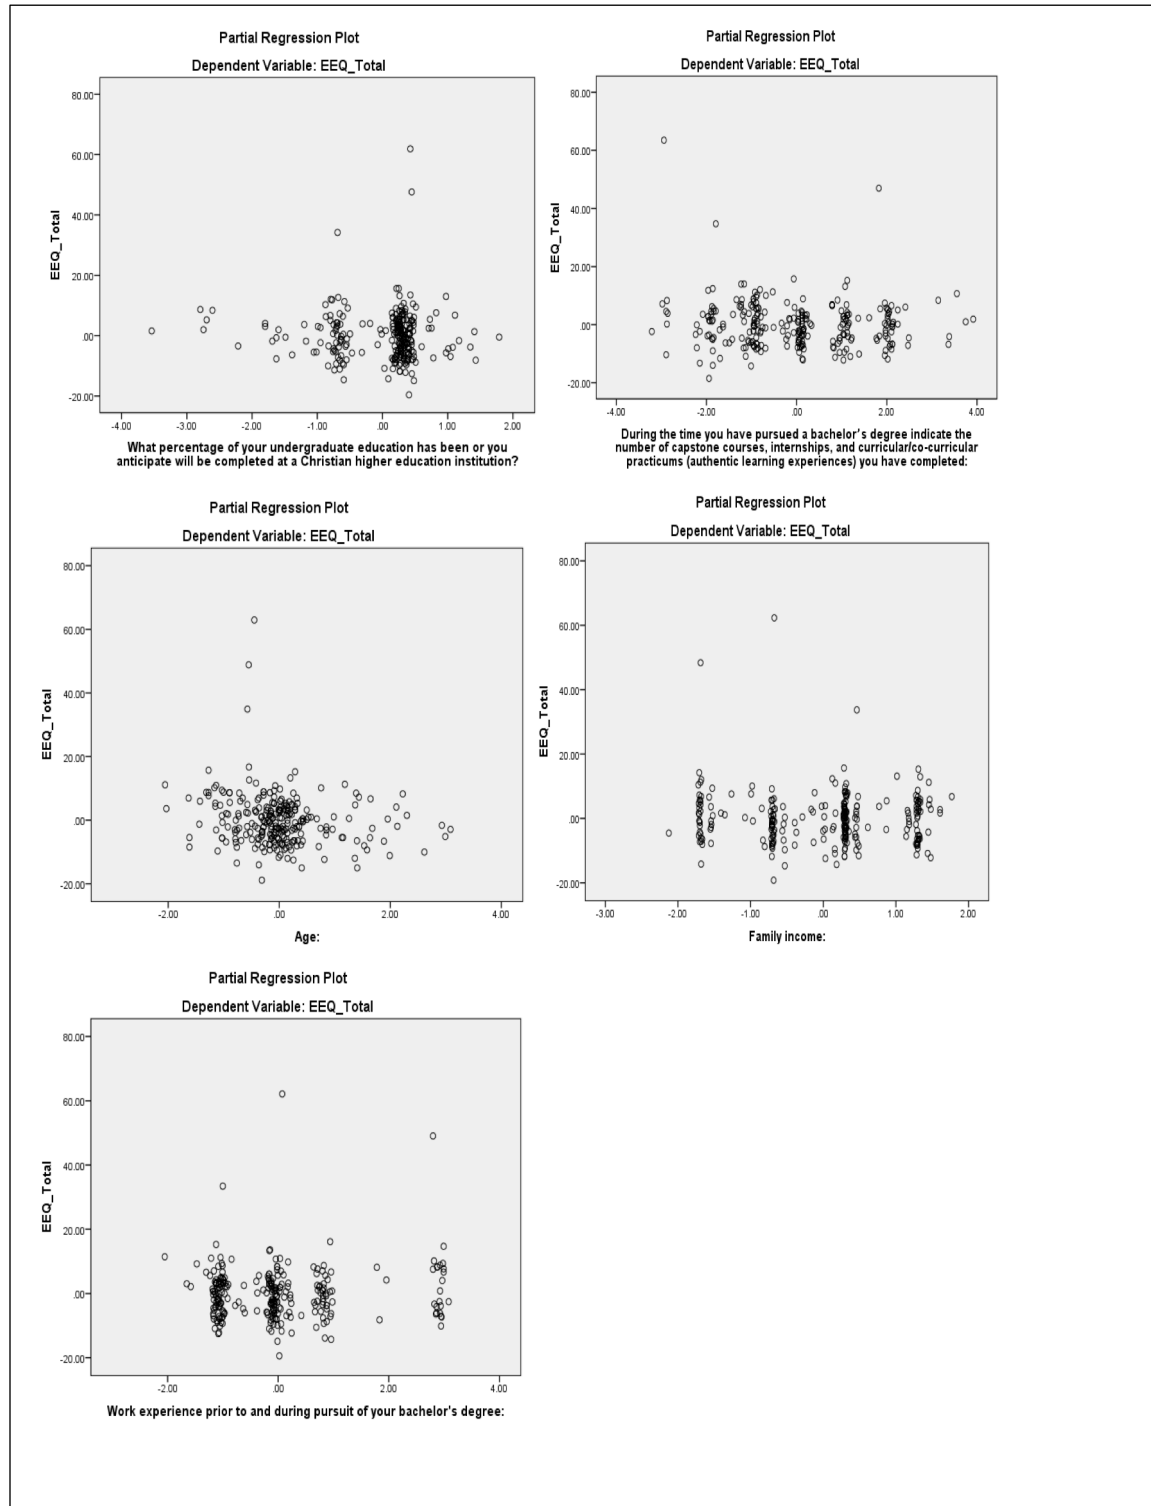 Partial Regression Plot
Dependent Variable: EEQ_Total
EEQ_Total
80.00
60.00
40.00
20.00
.00
-20.00
-4.00 -3.00 -2.00 -1.00 .00 1.00 2.00
What percentage of your undergraduate education has been or you
anticipate will be completed at a Christian higher education institution?
Partial Regression Plot
Dependent Variable: EEQ_Total
EEQ_Total
80.00
60.00
40.00
20.00
.00
-20.00
-4.00 -2.00 .00 2.00 4.00
During the time you have pursued a bachelor's degree indicate the
number of capstone courses, internships, and curricular/co-curricular
practicums (authentic learning experiences) you have completed:
Partial Regression Plot
Dependent Variable: EEQ_Total
EEQ_Total
80.00
60.00
40.00
20.00
.00
-20.00
-2.00 .00 2.00 4.00
Age:
Partial Regression Plot
Dependent Variable: EEQ_Total
EEQ_Total
80.00
60.00
40.00
20.00
.00
-20.00
-3.00 -2.00 -1.00 .00 1.00 2.00
Family income:
Partial Regression Plot
Dependent Variable: EEQ_Total
EEQ_Total
80.00
60.00
40.00
20.00
.00
-20.00
-2.00 .00 2.00 4.00
Work experience prior to and during pursuit of your bachelor's degree: